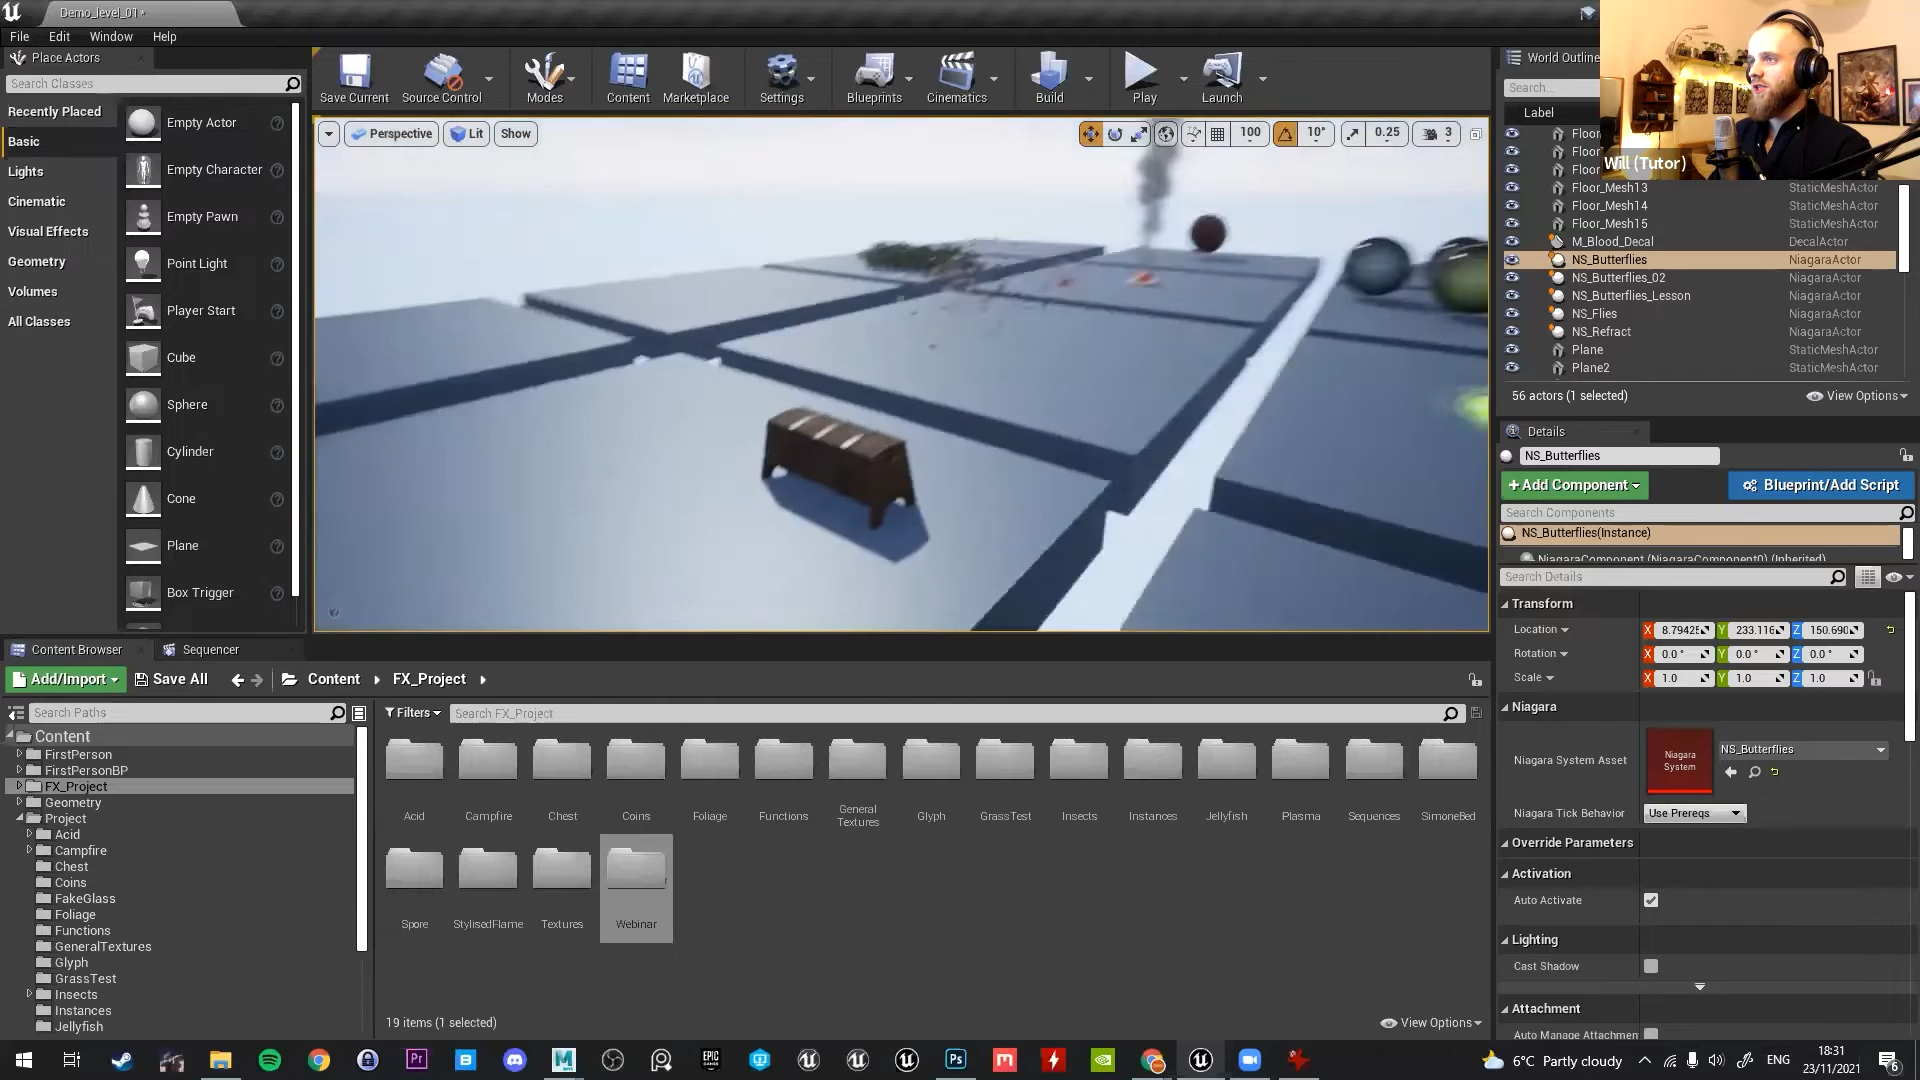 Demo_level_01*
File Edit Window Help
Place Actors
Search Classes
Recently Placed
Basic
Lights
Cinematic
Visual Effects
Geometry
Volumes
All Classes
Empty Actor
Empty Character
Empty Pawn
Point Light
Player Start
Cube
Sphere
Cylinder
Cone
Plane
Box Trigger
Save Current Source Control Modes Content Marketplace Settings Blueprints Cinematics Build Play Launch
Perspective Lit Show 100 10° 0.25 3
World Outline
Search...
Will (Tutor)
Label
Floor
Floor
Floor
Floor_Mesh13 StaticMeshActor
Floor_Mesh14 StaticMeshActor
Floor_Mesh15 StaticMeshActor
M_Blood_Decal DecalActor
NS_Butterflies NiagaraActor
NS_Butterflies_02 NiagaraActor
NS_Butterflies_Lesson NiagaraActor
NS_Flies NiagaraActor
NS_Refract NiagaraActor
Plane StaticMeshActor
Plane2 StaticMeshActor
56 actors (1 selected) View Options
Details
NS_Butterflies
+Add Component Blueprint/Add Script
Search Components
NS_Butterflies(Instance)
NiagaraComponent (NiagaraComponent0) (Inherited)
Search Details
Transform
Location X 8.79428 Y 233.116 Z 150.690
Rotation X 0.0 ° Y 0.0 ° Z 0.0 °
Scale X 1.0 Y 1.0 Z 1.0
Niagara
Niagara System Asset Niagara System NS_Butterflies
Niagara Tick Behavior Use Prereqs
Override Parameters
Activation
Auto Activate
Lighting
Cast Shadow
Attachment
Auto Manage Attachmen
Content Browser Sequencer
Add/Import Save All Content FX_Project
Search Paths
Filters Search FX_Project
Content
FirstPerson
FirstPersonBP
FX_Project
Geometry
Project
Acid
Campfire
Chest
Coins
FakeGlass
Foliage
Functions
GeneralTextures
Glyph
GrassTest
Insects
Instances
Jellyfish
Acid Campfire Chest Coins Foliage Functions General Textures Glyph GrassTest Insects Instances Jellyfish Plasma Sequences SimoneBed
Spore StylisedFlame Textures Webinar
19 items (1 selected) View Options
Pr Ps EPIC GAMES
6°C Partly cloudy ENG
18:31
23/11/2021
6